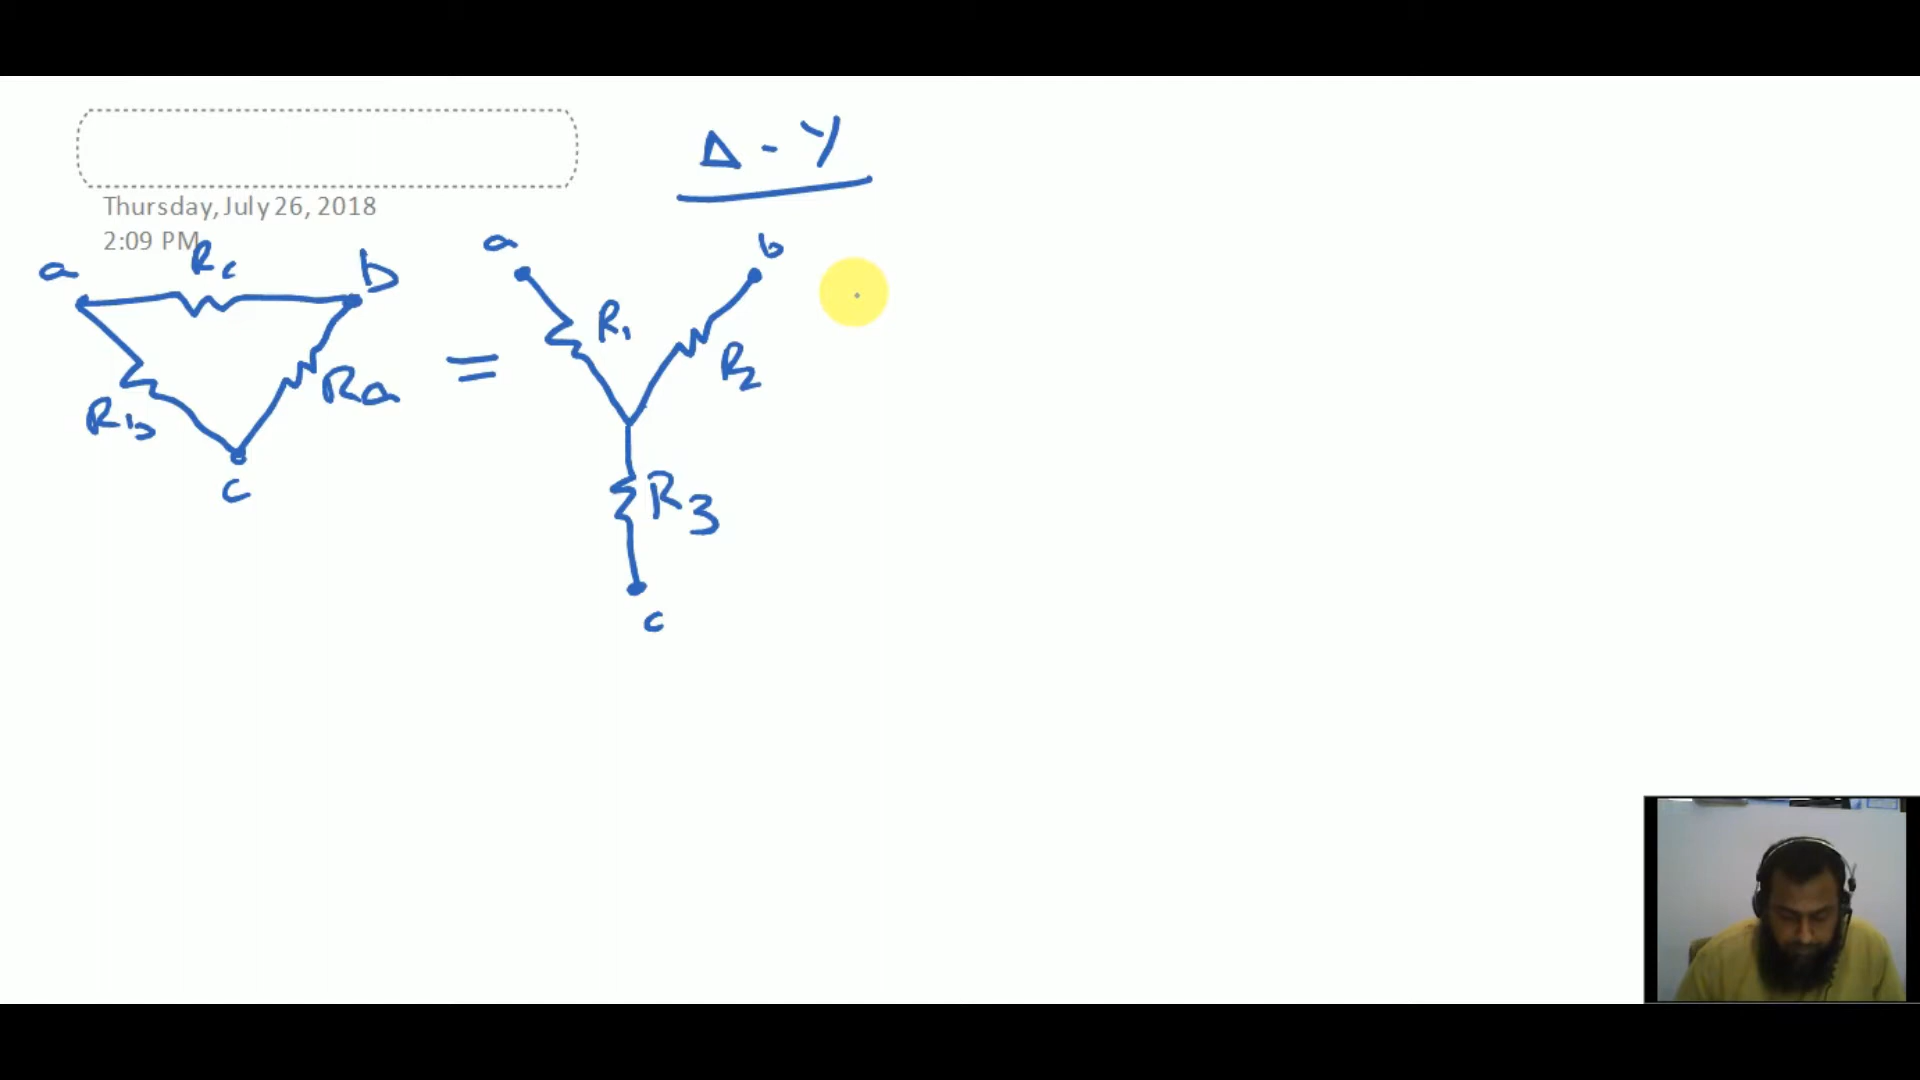 Δ - Y
Thursday, July 26, 2018
2:09 PM
a
Rc
b
Rb
Ra
c
=
a
b
R1
R2
R3
c